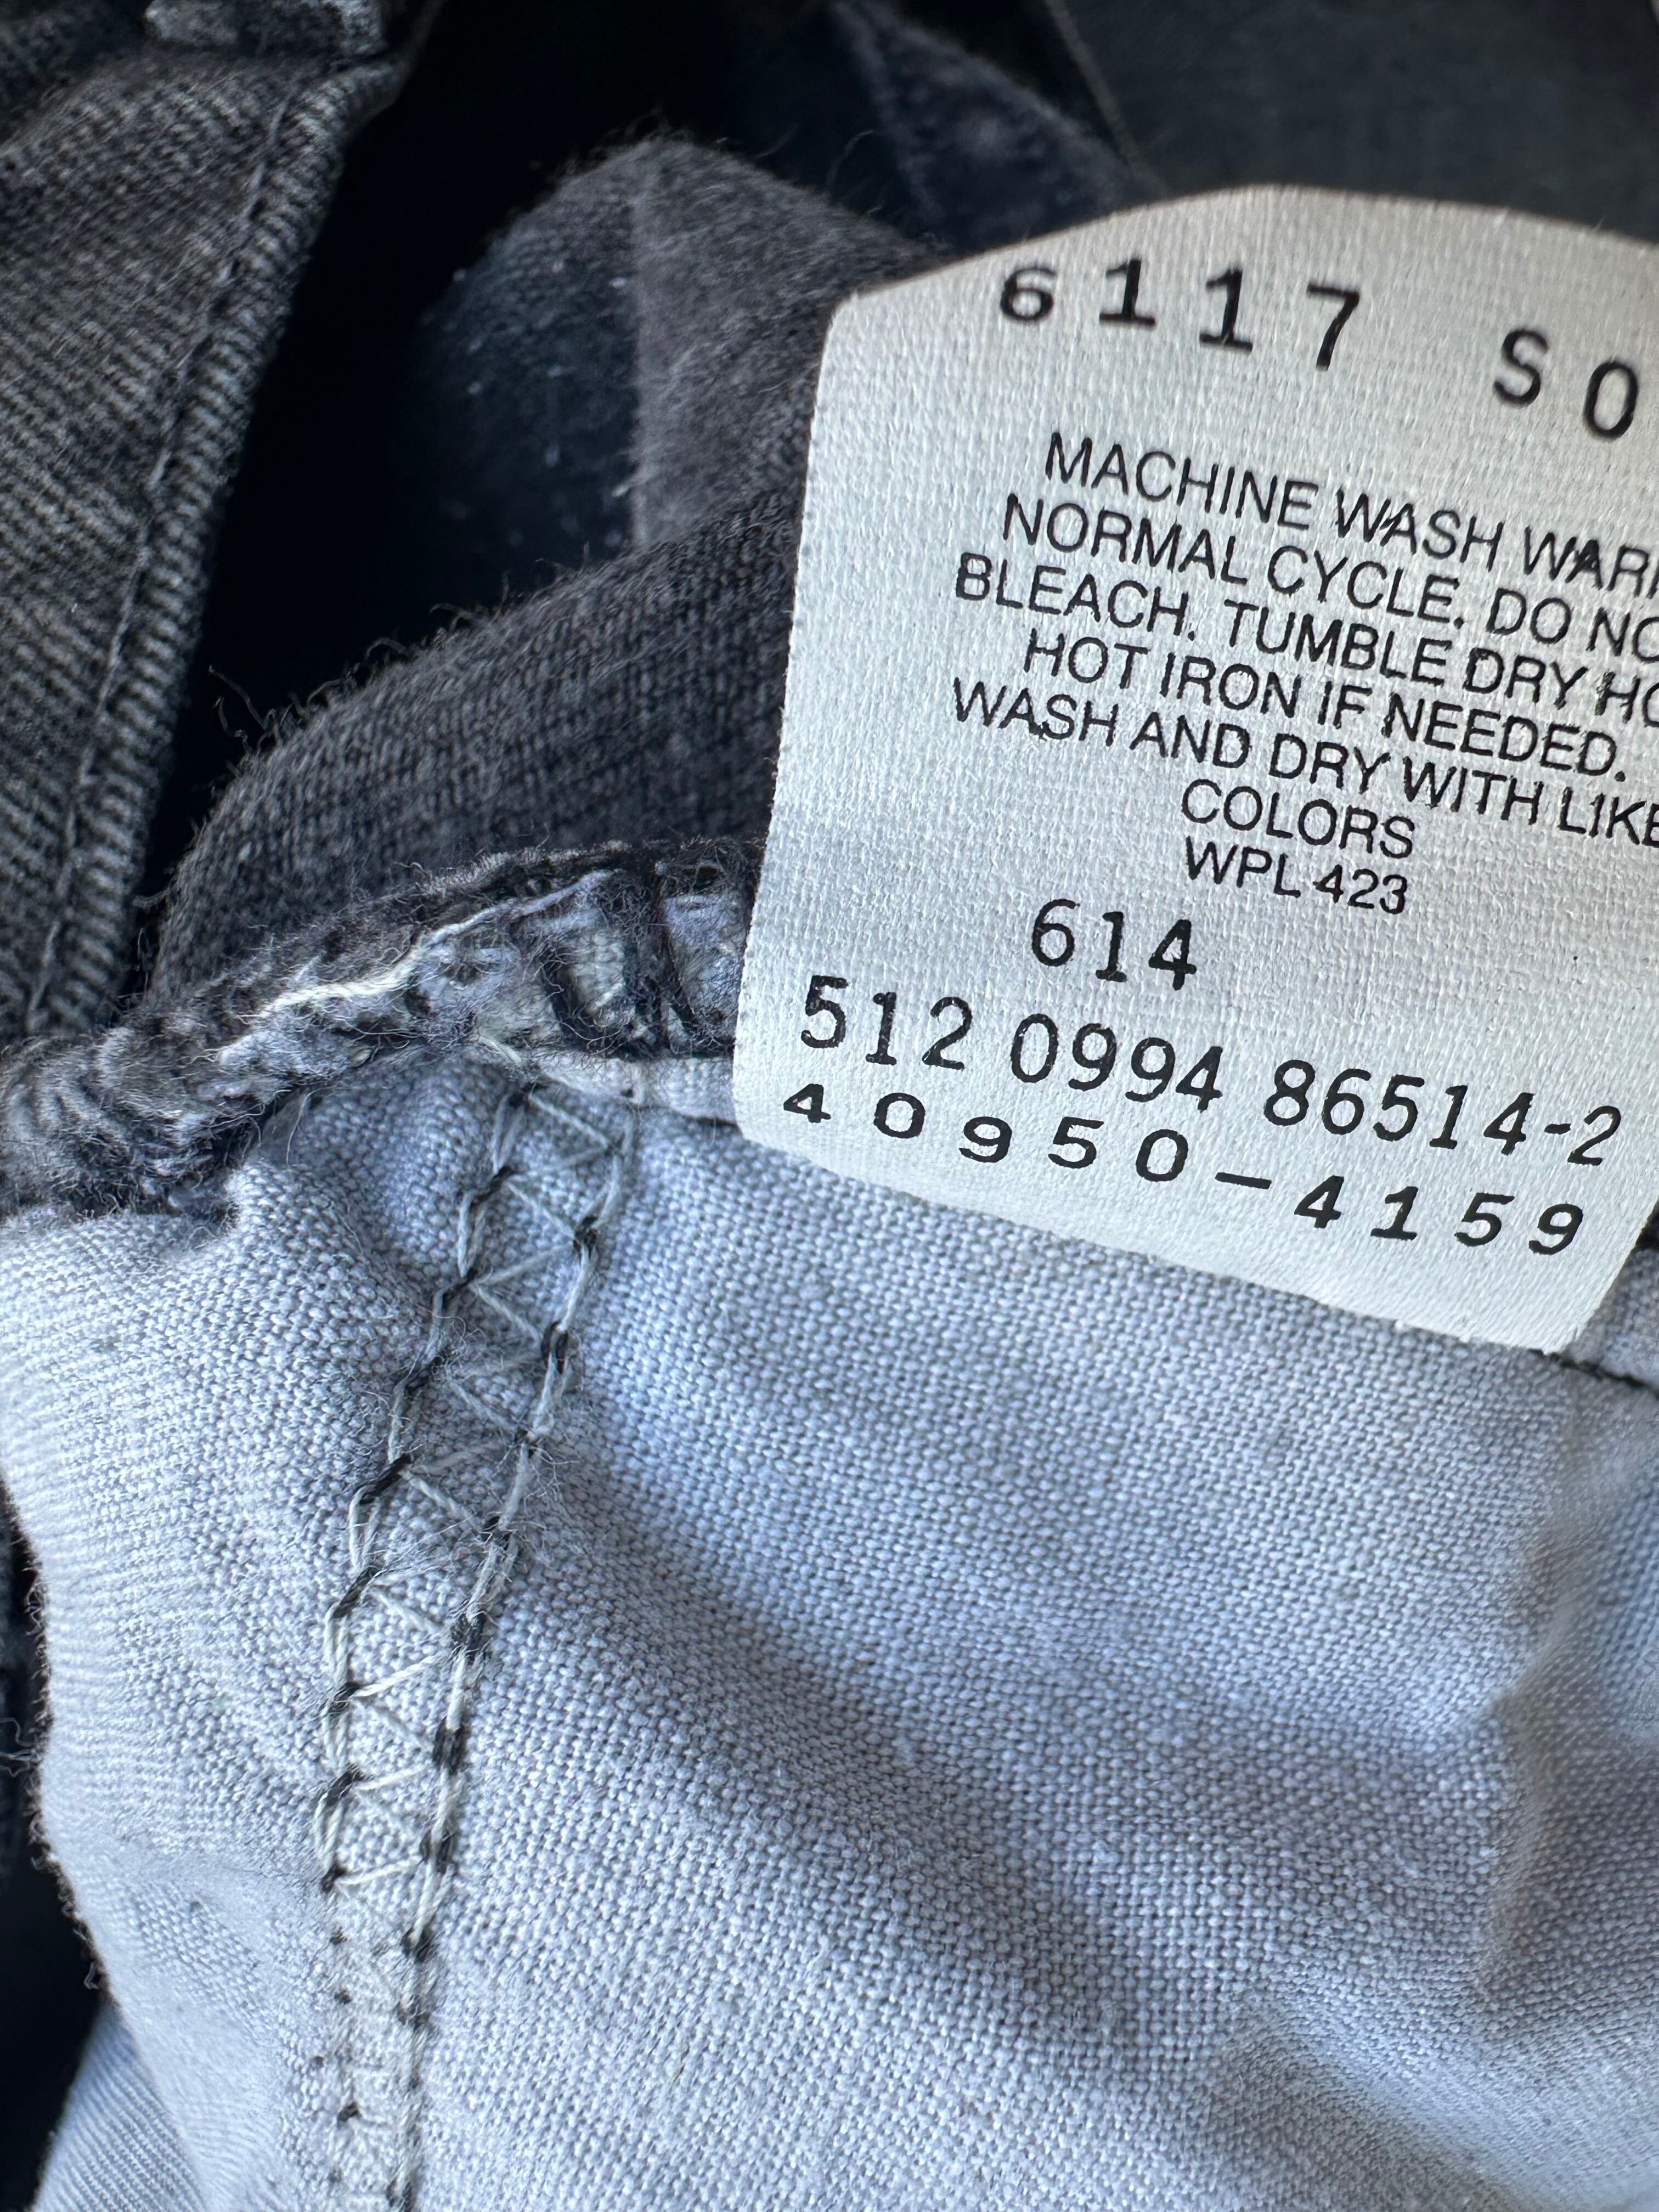 6117 SO
MACHINE WASH WAR
NORMAL CYCLE. DO NO
BLEACH. TUMBLE DRY HO
HOT IRON IF NEEDED.
WASH AND DRY WITH LIKE
COLORS
WPL 423
614
512 0994 86514-2
40950-4159